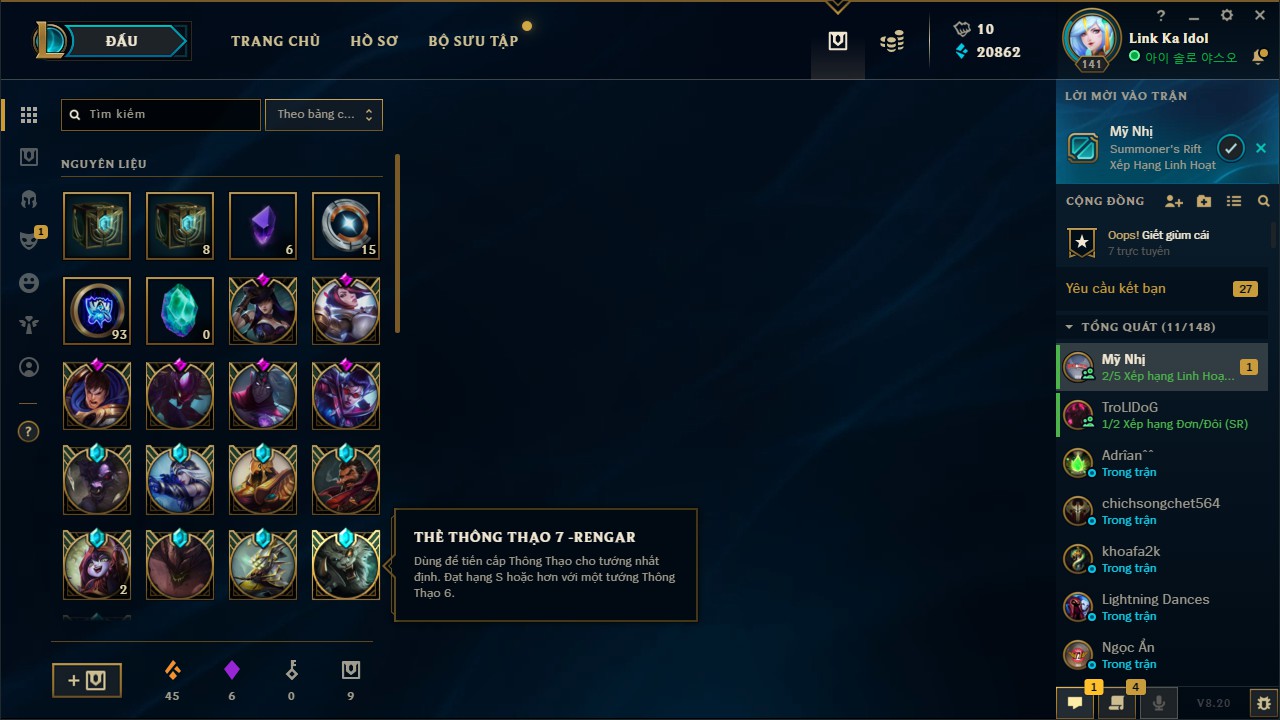 ĐẤU
TRANG CHỦ
HỒ SƠ
BỘ SƯU TẬP
10
20862
?
141
Link Ka Idol
아이 솔로 야스오
Tìm kiếm
Theo bảng c...
NGUYÊN LIỆU
8
6
15
93
0
2
1
?
THẺ THÔNG THẠO 7 -RENGAR
Dùng để tiến cấp Thông Thạo cho tướng nhất
định. Đạt hạng S hoặc hơn với một tướng Thông
Thạo 6.
45
6
0
9
LỜI MỜI VÀO TRẬN
Mỹ Nhị
Summoner's Rift
Xếp Hạng Linh Hoạt
CỘNG ĐỒNG
Oops! Giết giùm cái
7 trực tuyến
Yêu cầu kết bạn
27
TỔNG QUÁT (11/148)
Mỹ Nhị
2/5 Xếp hạng Linh Hoạ...
1
TroLlDoG
1/2 Xếp hạng Đơn/Đôi (SR)
Adrian^^
Trong trận
chichsongchet564
Trong trận
khoafa2k
Trong trận
Lightning Dances
Trong trận
Ngọc Ẩn
Trong trận
1
4
V8.20